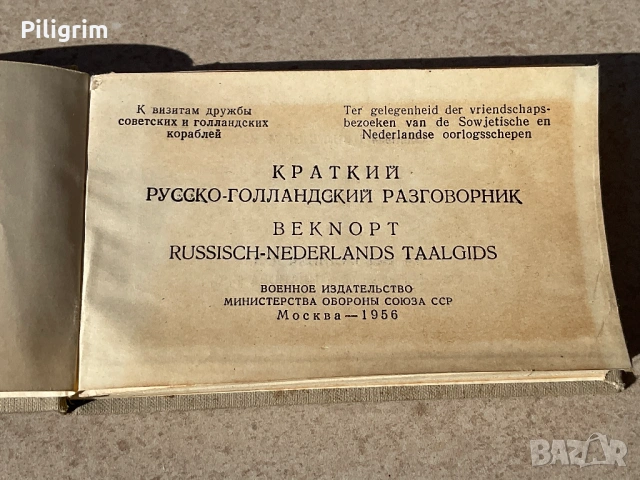 Piligrim
К визитам дружбы
советских и голландских
кораблей
Ter gelegenheid der vriendschaps-
bezoeken van de Sowjetische en
Nederlandse oorlogsschepen
КРАТКИЙ
РУССКО-ГОЛЛАНДСКИЙ РАЗГОВОРНИК
BEKNOPT
RUSSISCH-NEDERLANDS TAALGIDS
ВОЕННОЕ ИЗДАТЕЛЬСТВО
МИНИСТЕРСТВА ОБОРОНЫ СОЮЗА ССР
Москва — 1956
BAZAR